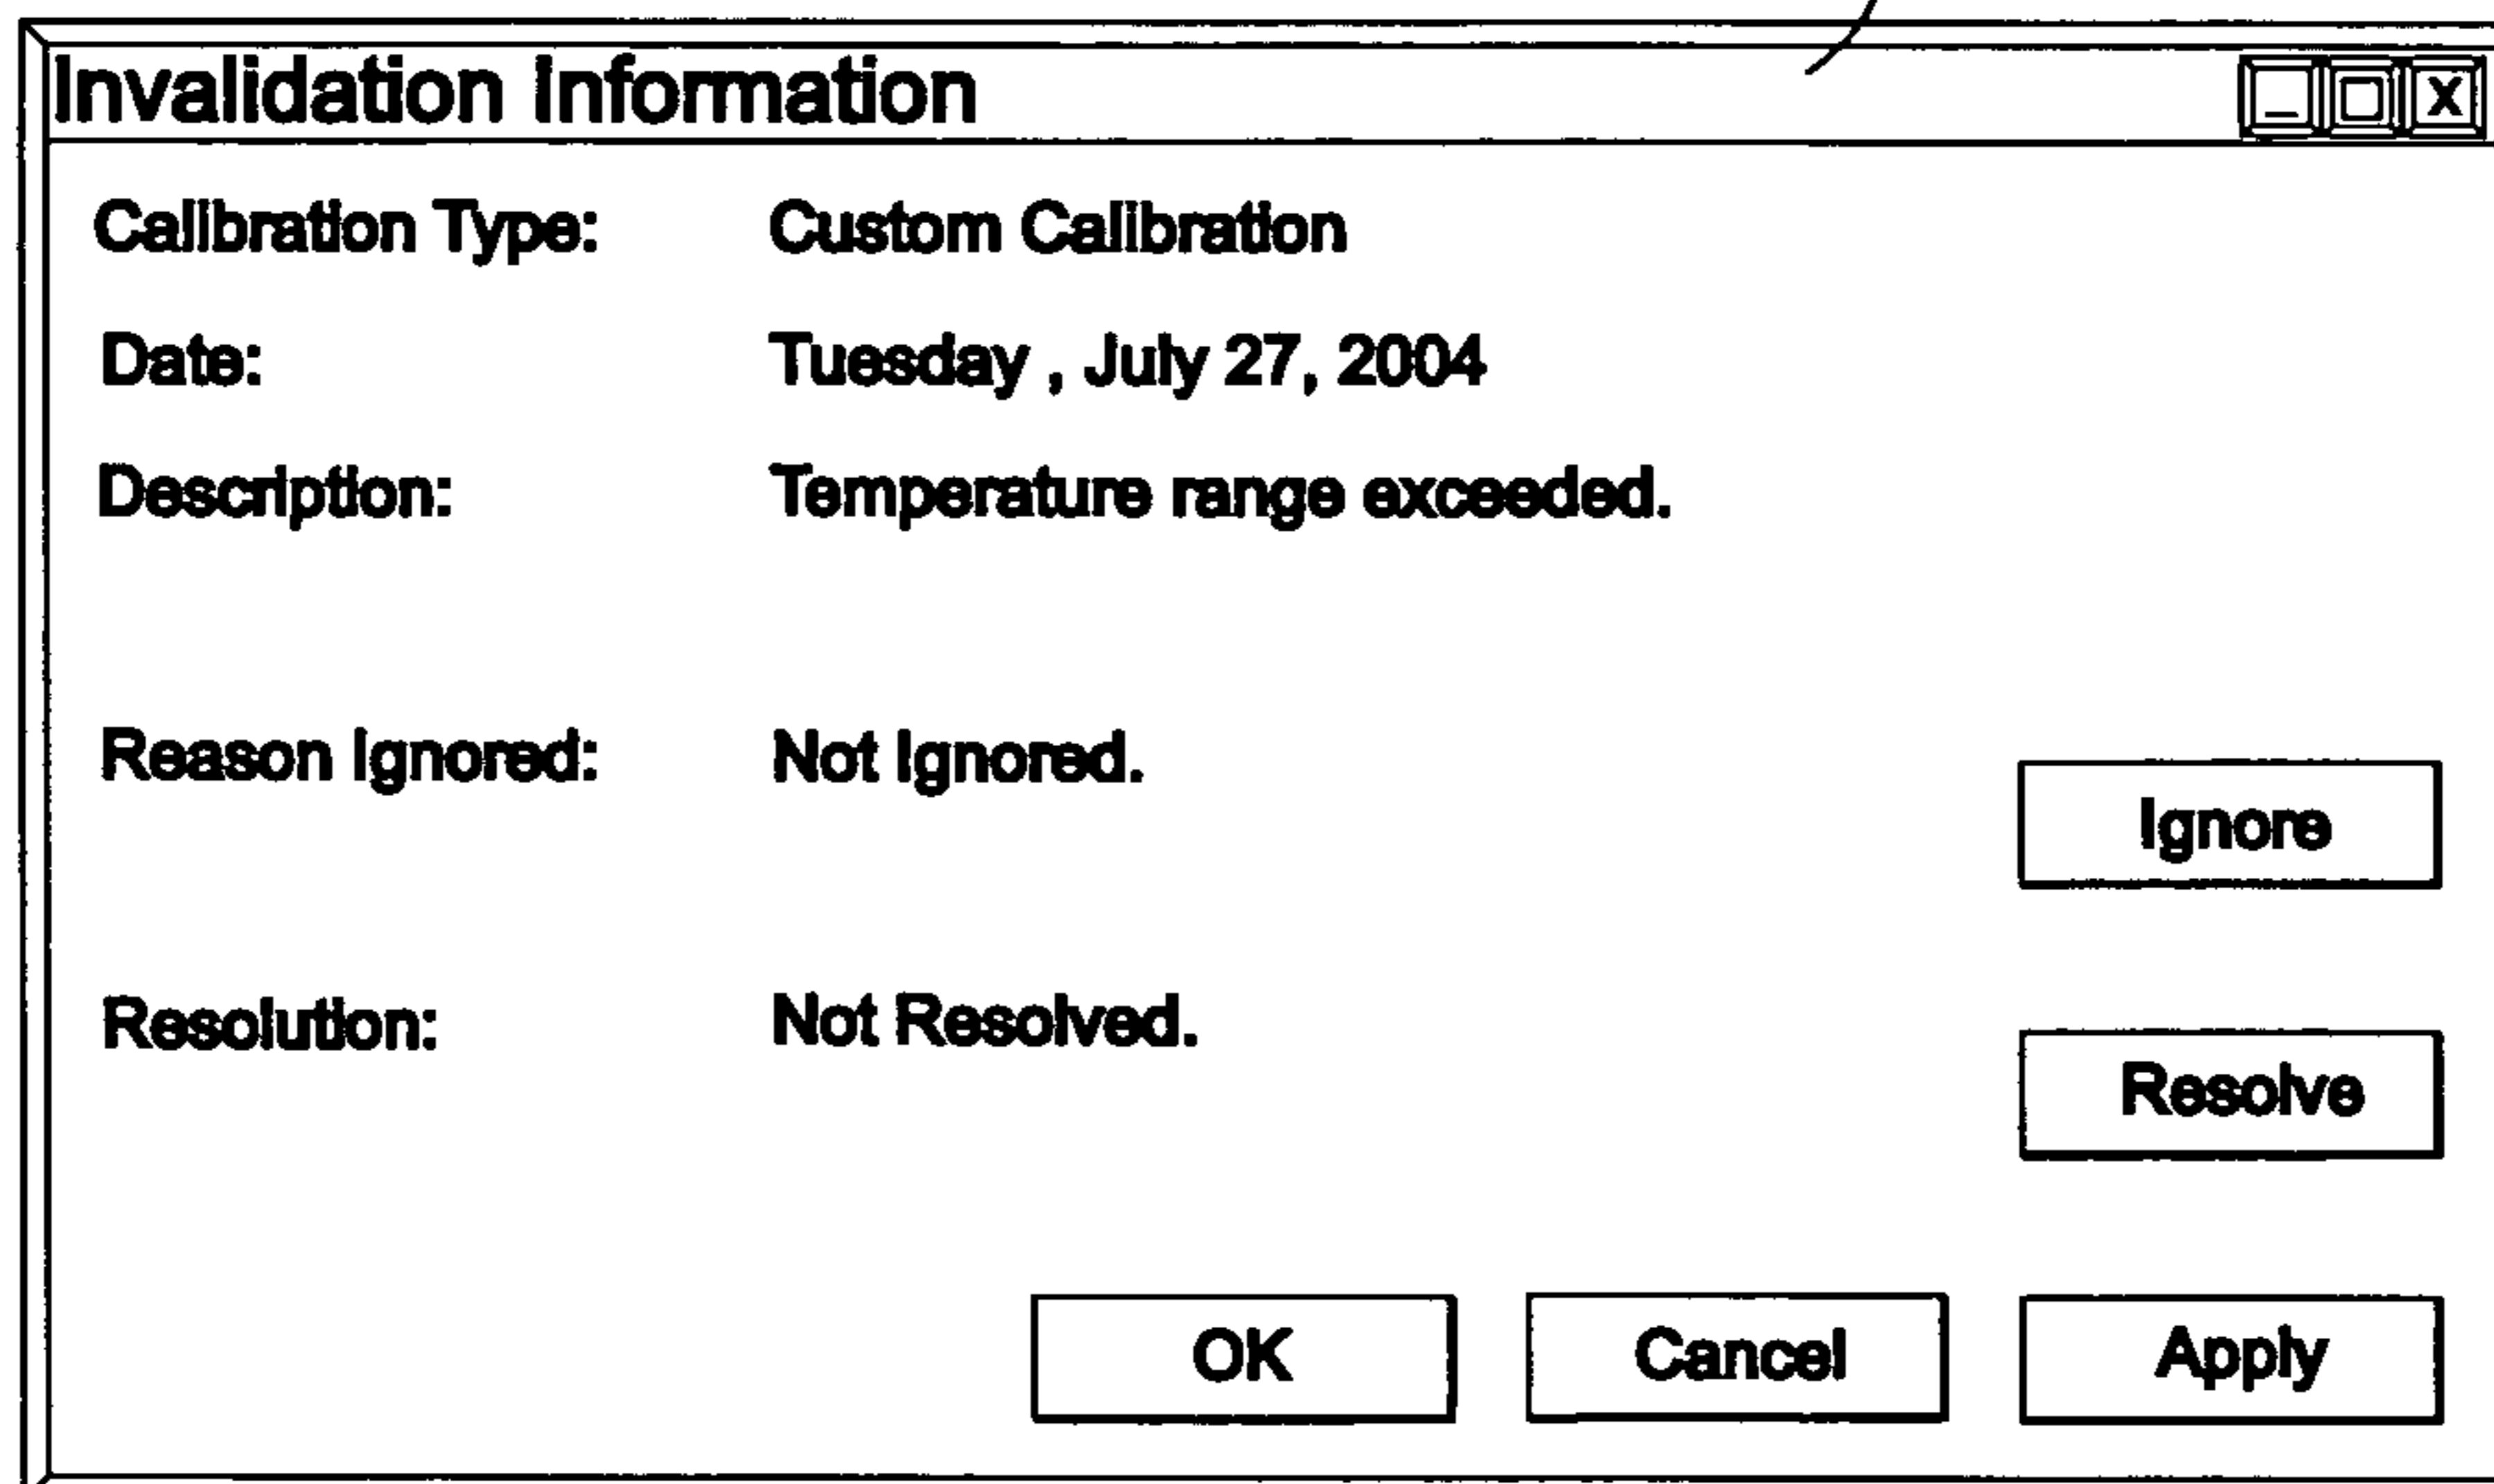 Invalidation Information
Calibration Type: Custom Calibration
Date: Tuesday , July 27, 2004
Description: Temperature range exceeded.
Reason Ignored: Not Ignored.
Ignore
Resolution: Not Resolved.
Resolve
OK Cancel Apply